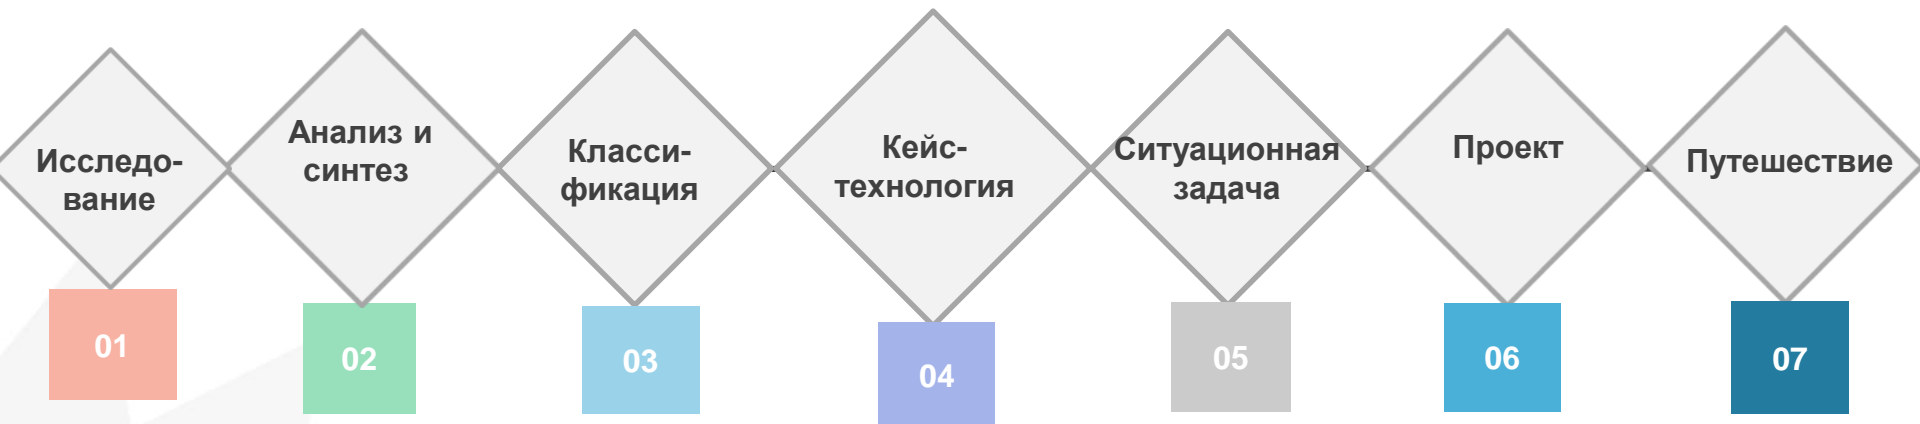 Исследо-
вание
Анализ и
синтез
Класси-
фикация
Кейс-
технология
Ситуационная
задача
Проект
Путешествие
01
02
03
04
05
06
07